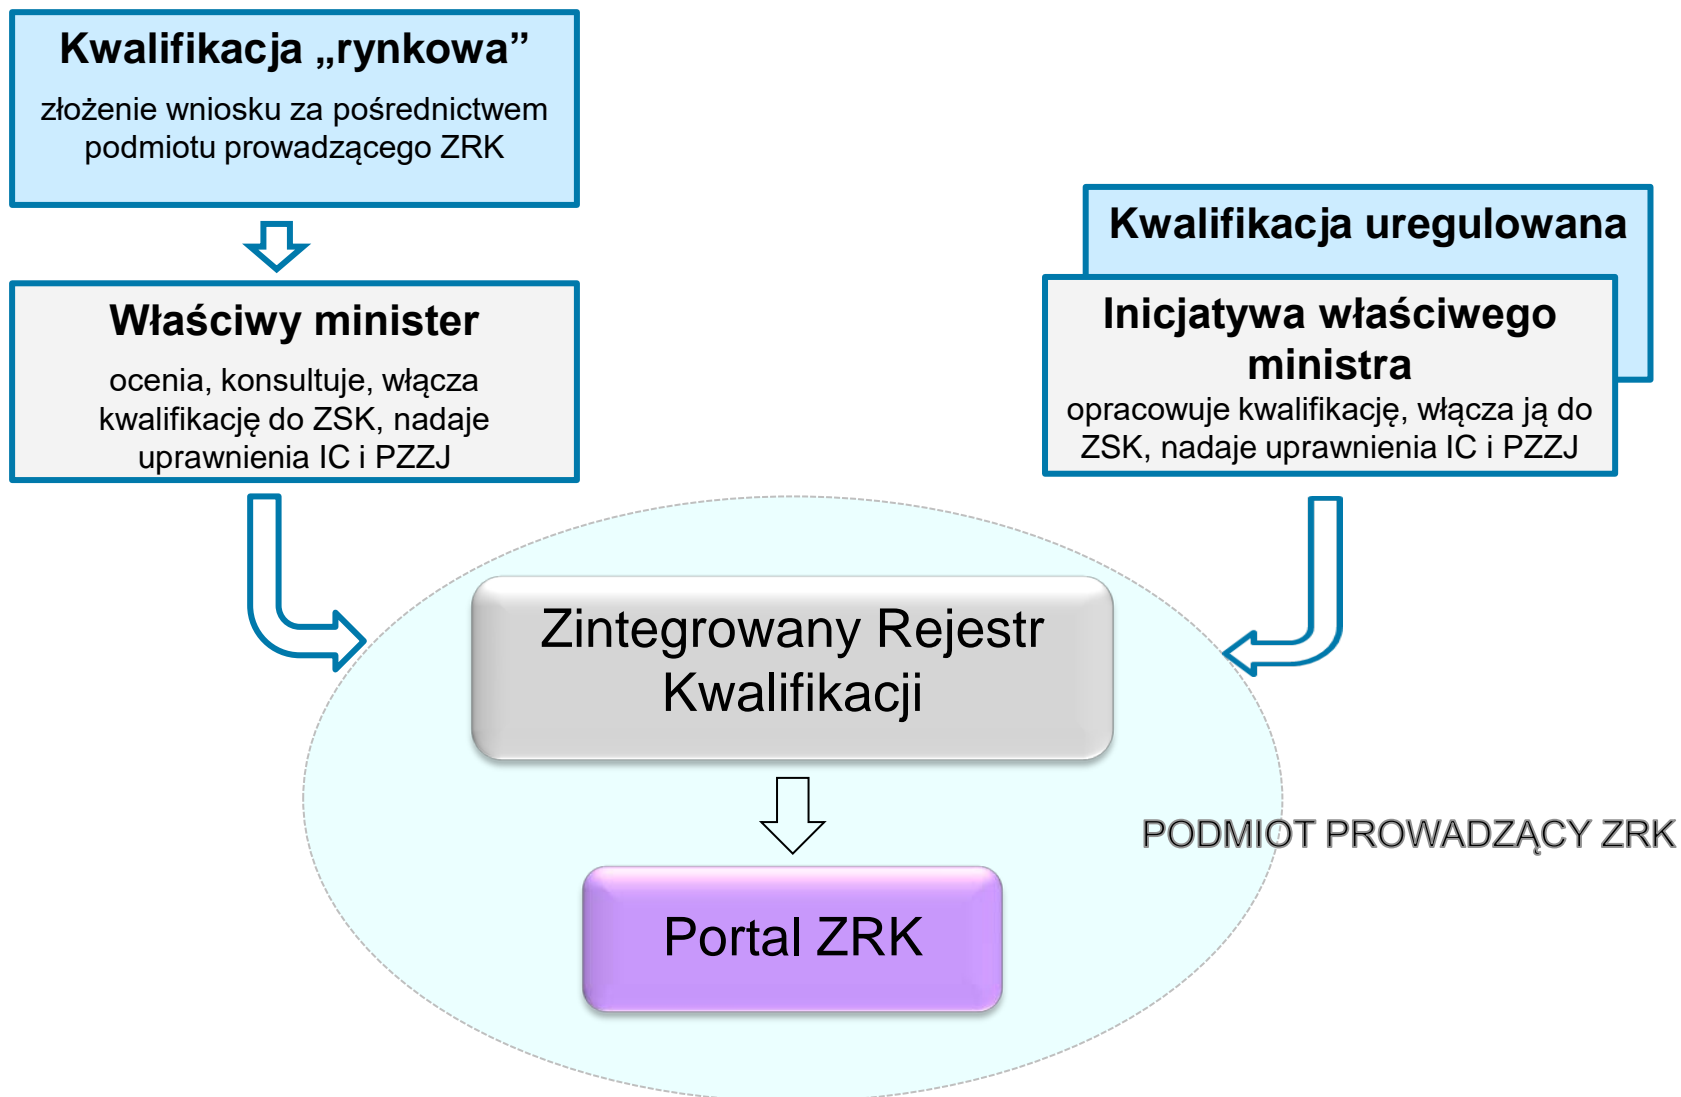 Kwalifikacja „rynkowa”
złożenie wniosku za pośrednictwem
podmiotu prowadzącego ZRK
Właściwy minister
ocenia, konsultuje, włącza
kwalifikację do ZSK, nadaje
uprawnienia IC i PZZJ
Kwalifikacja uregulowana
Inicjatywa właściwego
ministra
opracowuje kwalifikację, włącza ją do
ZSK, nadaje uprawnienia IC i PZZJ
Zintegrowany Rejestr
Kwalifikacji
PODMIOT PROWADZĄCY ZRK
Portal ZRK